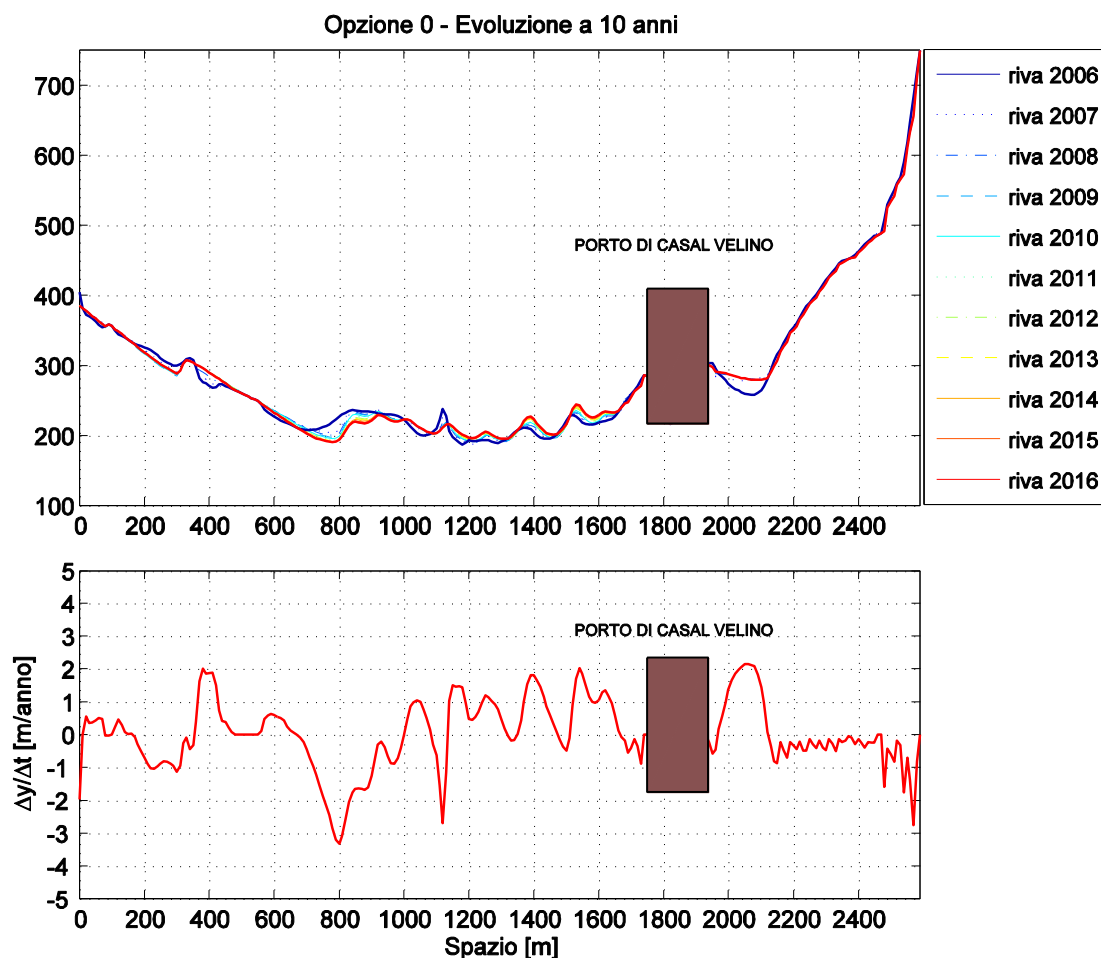 Opzione 0 - Evoluzione a 10 anni
700
600
500
400
300
200
100
0 200 400 600 800 1000 1200 1400 1600 1800 2000 2200 2400
PORTO DI CASAL VELINO
riva 2006
riva 2007
riva 2008
riva 2009
riva 2010
riva 2011
riva 2012
riva 2013
riva 2014
riva 2015
riva 2016
5
4
3
2
1
0
-1
-2
-3
-4
-5
Δy/Δt [m/anno]
PORTO DI CASAL VELINO
0 200 400 600 800 1000 1200 1400 1600 1800 2000 2200 2400
Spazio [m]